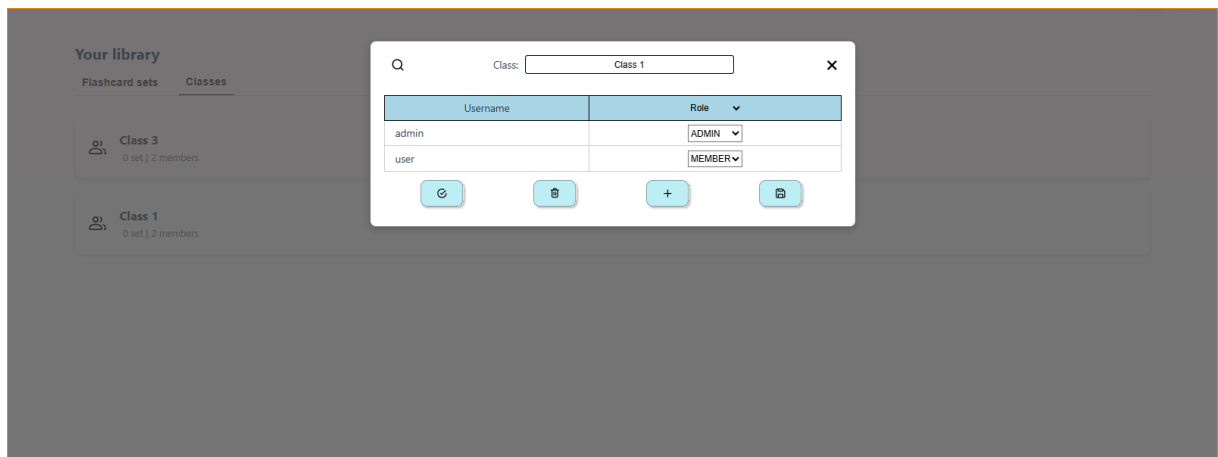 Your library
Flashcard sets Classes
Class 3
0 set | 2 members
Class 1
0 set | 2 members
Class: Class 1
Username Role
admin ADMIN
user MEMBER